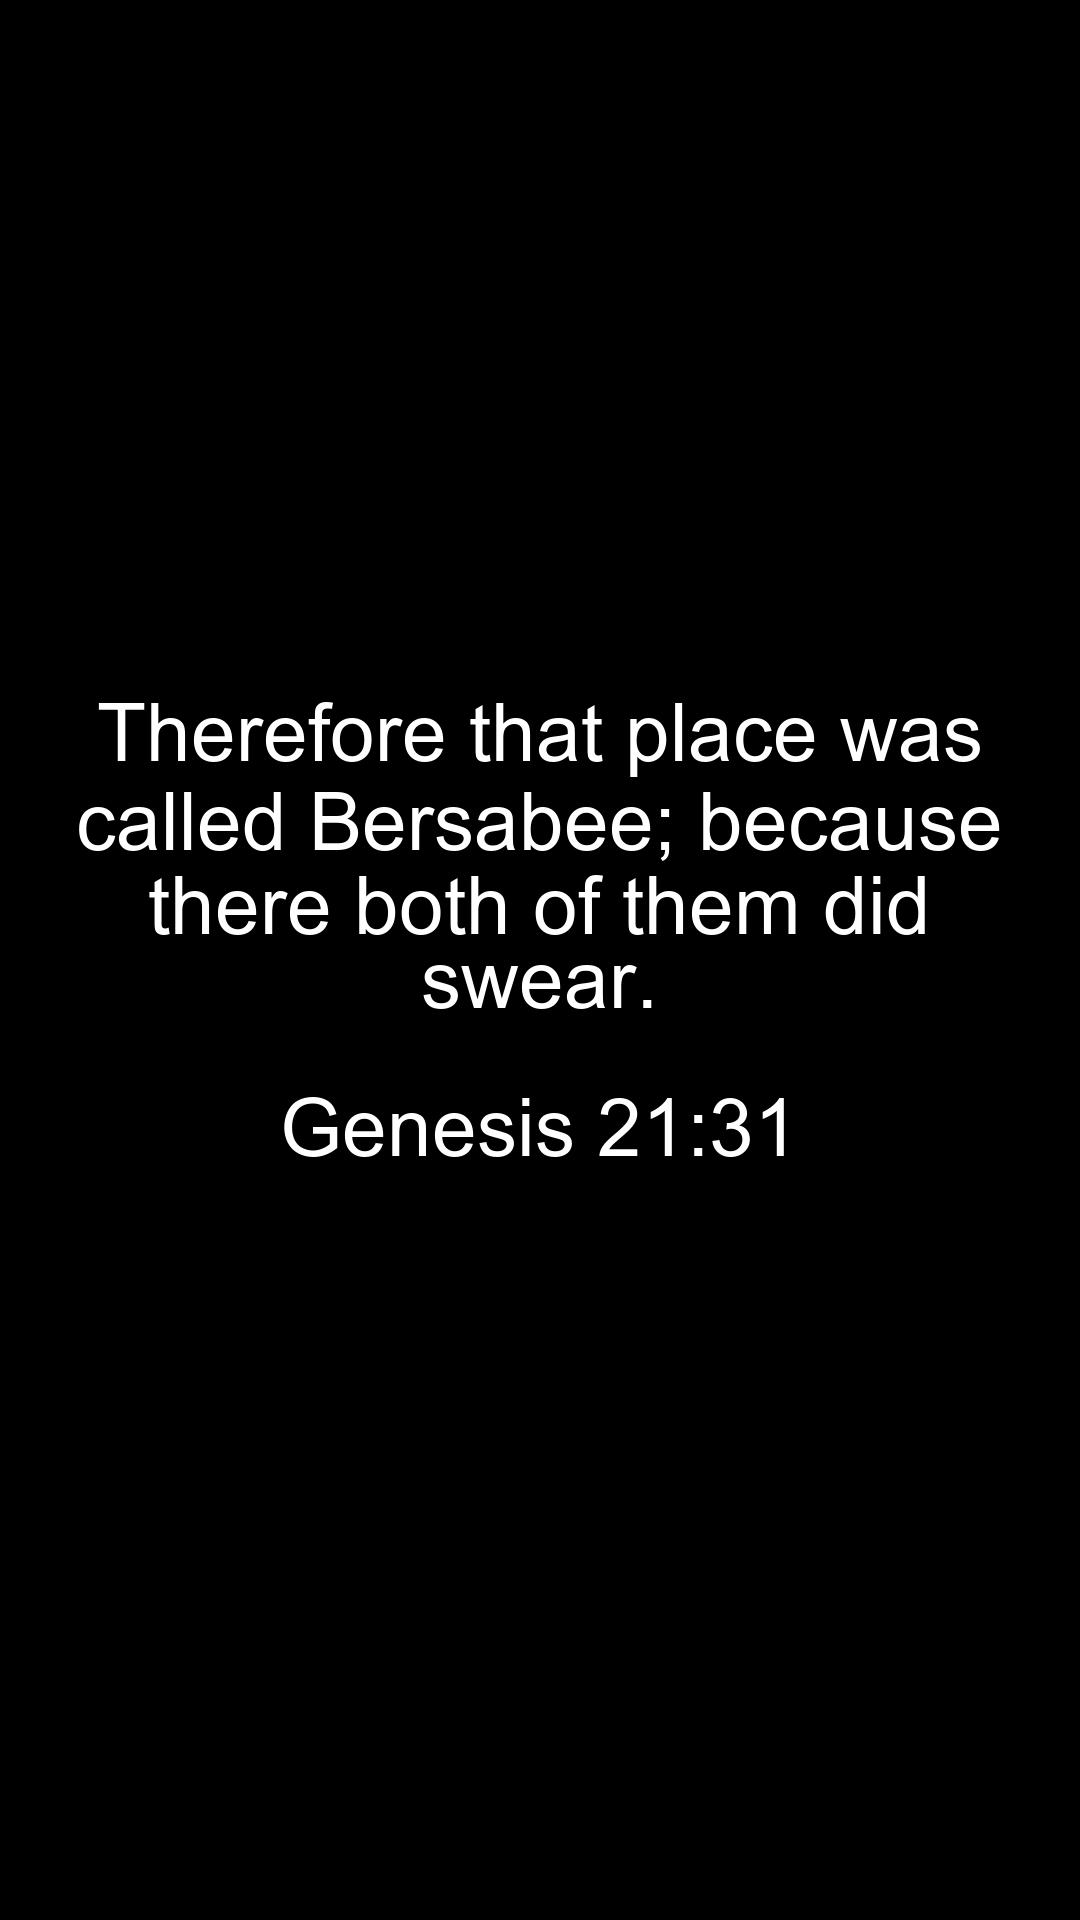 Therefore that place was
called Bersabee; because
there both of them did
swear.
Genesis 21:31